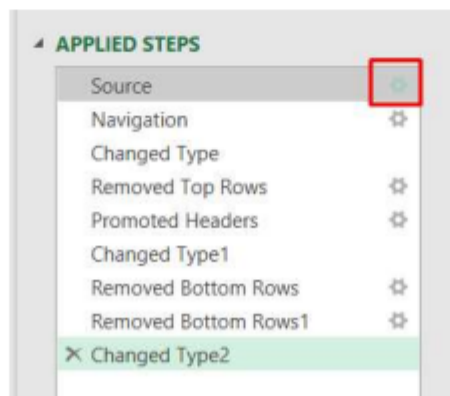 APPLIED STEPS
Source
Navigation
Changed Type
Removed Top Rows
Promoted Headers
Changed Type1
Removed Bottom Rows
Removed Bottom Rows1
Changed Type2